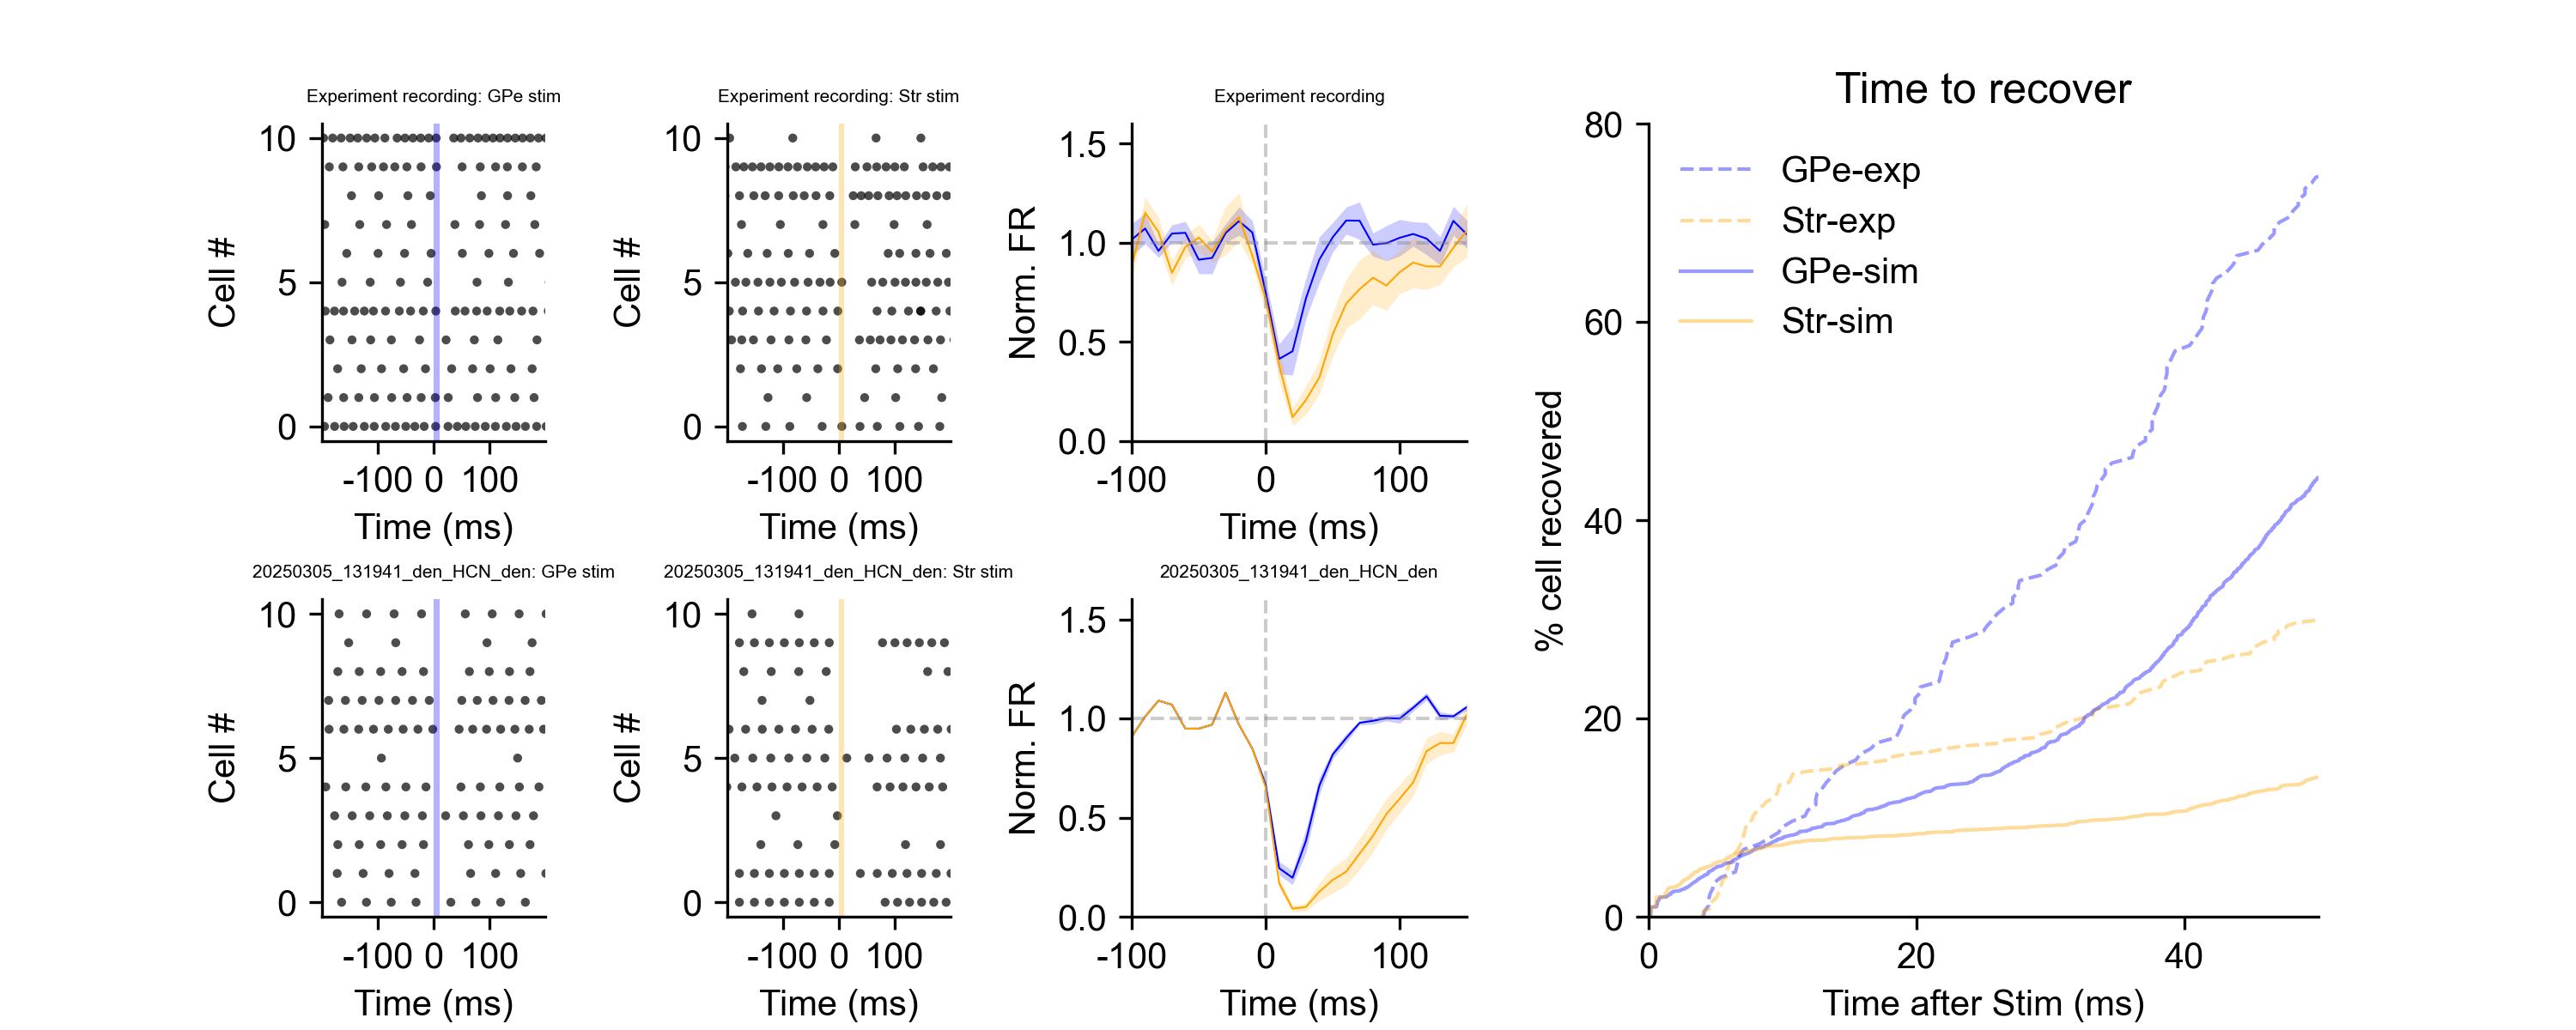 Experiment recording: GPe stim
10
5
0
Cell #
-100 0 100
Time (ms)
Experiment recording: Str stim
10
5
0
Cell #
-100 0 100
Time (ms)
Experiment recording
1.5
1.0
0.5
0.0
Norm. FR
-100 0 100
Time (ms)
20250305_131941_den_HCN_den: GPe stim
10
5
0
Cell #
-100 0 100
Time (ms)
20250305_131941_den_HCN_den: Str stim
10
5
0
Cell #
-100 0 100
Time (ms)
20250305_131941_den_HCN_den
1.5
1.0
0.5
0.0
Norm. FR
-100 0 100
Time (ms)
Time to recover
80
60
40
20
0
% cell recovered
GPe-exp
Str-exp
GPe-sim
Str-sim
0 20 40
Time after Stim (ms)